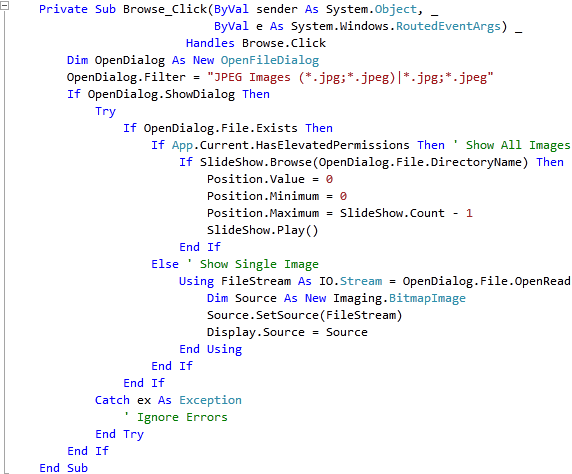 Private Sub Browse_Click(ByVal sender As System.Object, _
ByVal e As System.Windows.RoutedEventArgs) _
Handles Browse.Click
Dim OpenDialog As New OpenFileDialog
OpenDialog.Filter = "JPEG Images (*.jpg;*.jpeg)|*.jpg;*.jpeg"
If OpenDialog.ShowDialog Then
Try
If OpenDialog.File.Exists Then
If App.Current.HasElevatedPermissions Then ' Show All Images
If SlideShow.Browse(OpenDialog.File.DirectoryName) Then
Position.Value = 0
Position.Minimum = 0
Position.Maximum = SlideShow.Count - 1
SlideShow.Play()
End If
Else ' Show Single Image
Using FileStream As IO.Stream = OpenDialog.File.OpenRead
Dim Source As New Imaging.BitmapImage
Source.SetSource(FileStream)
Display.Source = Source
End Using
End If
End If
Catch ex As Exception
' Ignore Errors
End Try
End If
End Sub